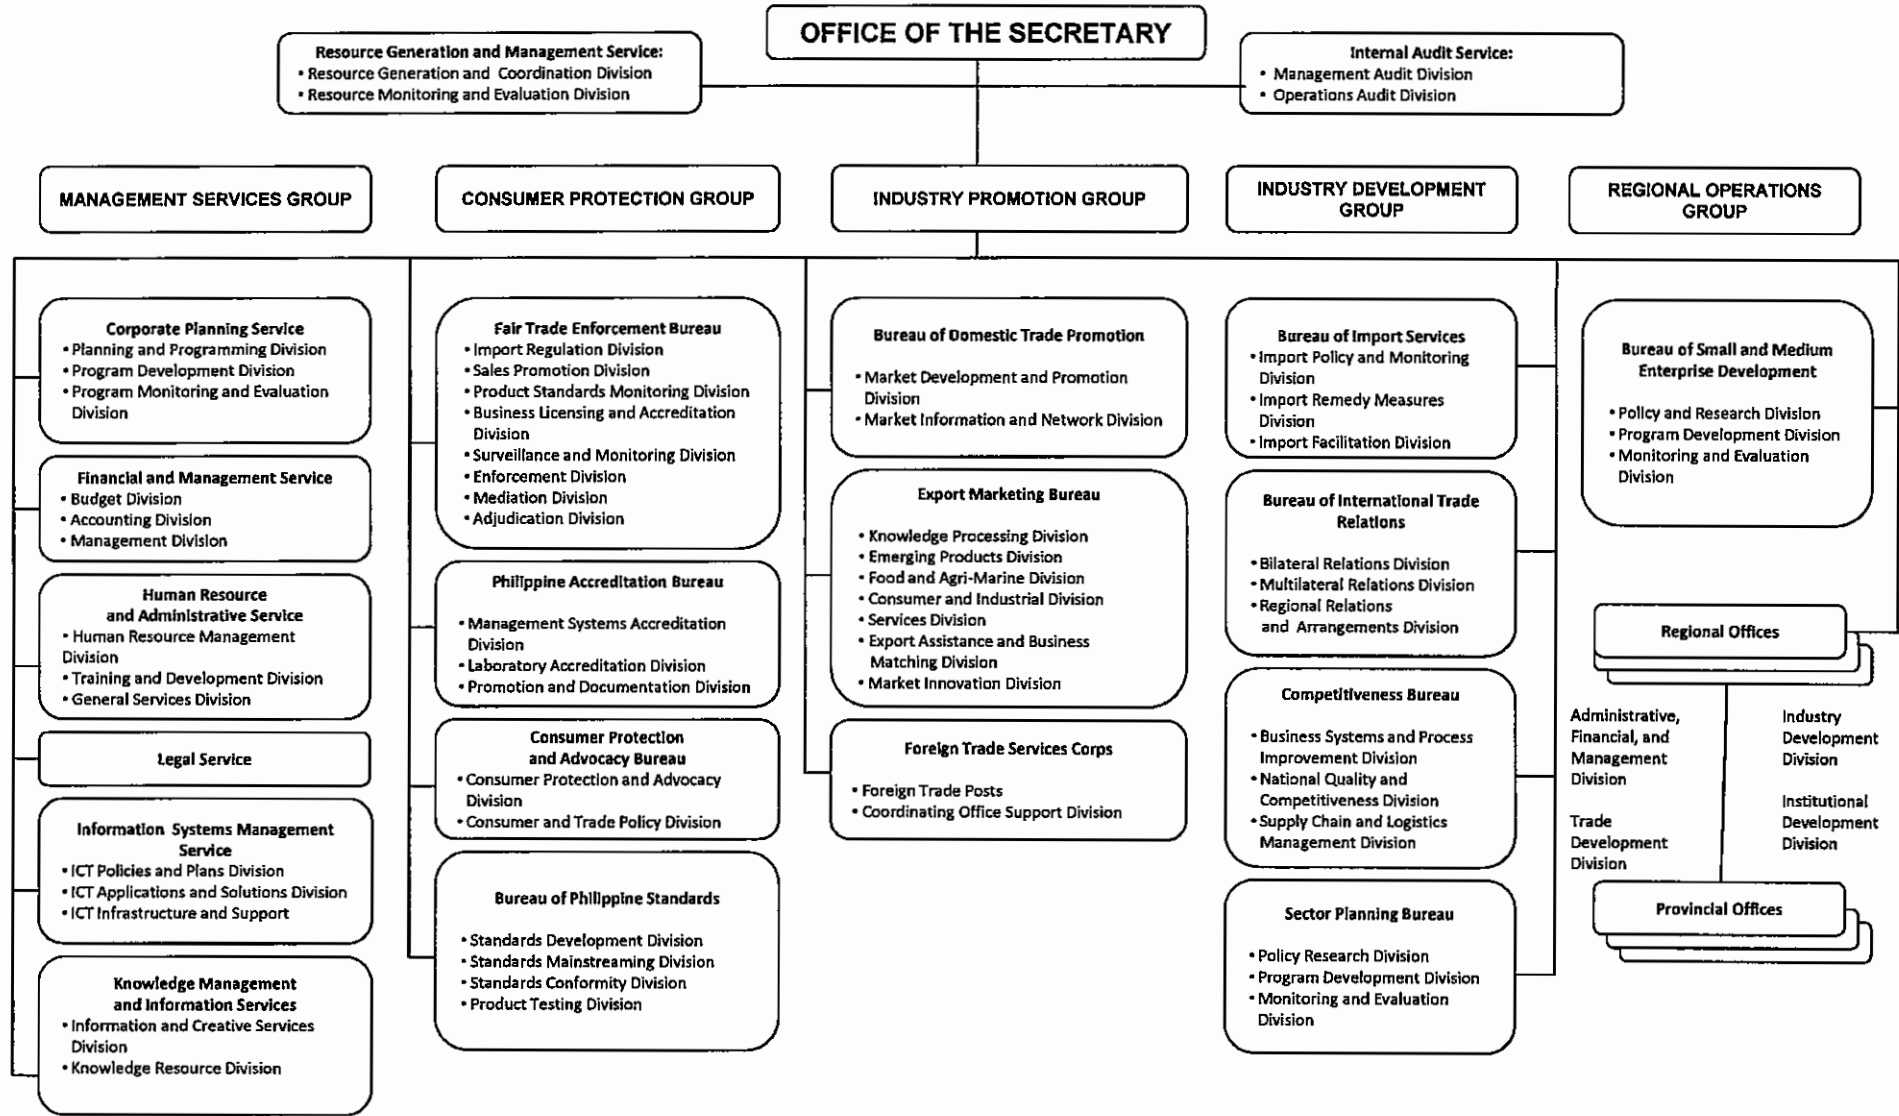 OFFICE OF THE SECRETARY
Resource Generation and Management Service:
• Resource Generation and Coordination Division
• Resource Monitoring and Evaluation Division
Internal Audit Service:
• Management Audit Division
• Operations Audit Division
MANAGEMENT SERVICES GROUP
CONSUMER PROTECTION GROUP
INDUSTRY PROMOTION GROUP
INDUSTRY DEVELOPMENT
GROUP
REGIONAL OPERATIONS
GROUP
Corporate Planning Service
• Planning and Programming Division
• Program Development Division
• Program Monitoring and Evaluation
Division
Financial and Management Service
• Budget Division
• Accounting Division
• Management Division
Human Resource
and Administrative Service
• Human Resource Management
Division
• Training and Development Division
• General Services Division
Legal Service
Information Systems Management
Service
• ICT Policies and Plans Division
• ICT Applications and Solutions Division
• ICT Infrastructure and Support
Knowledge Management
and Information Services
• Information and Creative Services
Division
• Knowledge Resource Division
Fair Trade Enforcement Bureau
• Import Regulation Division
• Sales Promotion Division
• Product Standards Monitoring Division
• Business Licensing and Accreditation
Division
• Surveillance and Monitoring Division
• Enforcement Division
• Mediation Division
• Adjudication Division
Philippine Accreditation Bureau
• Management Systems Accreditation
Division
• Laboratory Accreditation Division
• Promotion and Documentation Division
Consumer Protection
and Advocacy Bureau
• Consumer Protection and Advocacy
Division
• Consumer and Trade Policy Division
Bureau of Philippine Standards
• Standards Development Division
• Standards Mainstreaming Division
• Standards Conformity Division
• Product Testing Division
Bureau of Domestic Trade Promotion
• Market Development and Promotion
Division
• Market Information and Network Division
Export Marketing Bureau
• Knowledge Processing Division
• Emerging Products Division
• Food and Agri-Marine Division
• Consumer and Industrial Division
• Services Division
• Export Assistance and Business
Matching Division
• Market Innovation Division
Foreign Trade Services Corps
• Foreign Trade Posts
• Coordinating Office Support Division
Bureau of Import Services
• Import Policy and Monitoring
Division
• Import Remedy Measures
Division
• Import Facilitation Division
Bureau of International Trade
Relations
• Bilateral Relations Division
• Multilateral Relations Division
• Regional Relations
and Arrangements Division
Competitiveness Bureau
• Business Systems and Process
Improvement Division
• National Quality and
Competitiveness Division
• Supply Chain and Logistics
Management Division
Sector Planning Bureau
• Policy Research Division
• Program Development Division
• Monitoring and Evaluation
Division
Bureau of Small and Medium
Enterprise Development
• Policy and Research Division
• Program Development Division
• Monitoring and Evaluation
Division
Regional Offices
Administrative,
Financial, and
Management
Division
Trade
Development
Division
Industry
Development
Division
Institutional
Development
Division
Provincial Offices